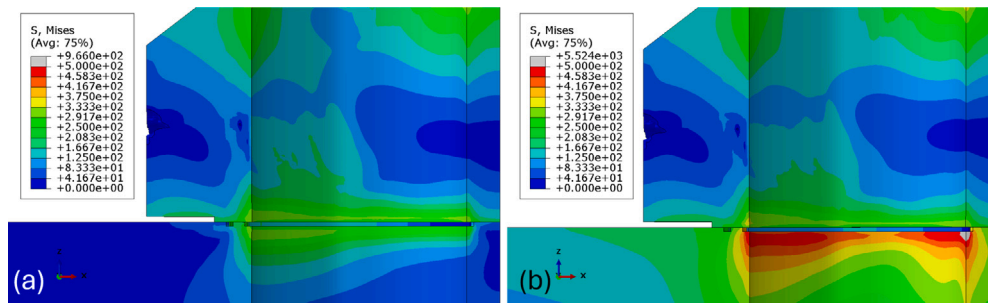 S, Mises
(Avg: 75%)
+9.660e+02
+5.000e+02
+4.583e+02
+4.167e+02
+3.750e+02
+3.333e+02
+2.917e+02
+2.500e+02
+2.083e+02
+1.667e+02
+1.250e+02
+8.333e+01
+4.167e+01
+0.000e+00
z
x
(a)
S, Mises
(Avg: 75%)
+5.524e+03
+5.000e+02
+4.583e+02
+4.167e+02
+3.750e+02
+3.333e+02
+2.917e+02
+2.500e+02
+2.083e+02
+1.667e+02
+1.250e+02
+8.333e+01
+4.167e+01
+0.000e+00
z
x
(b)